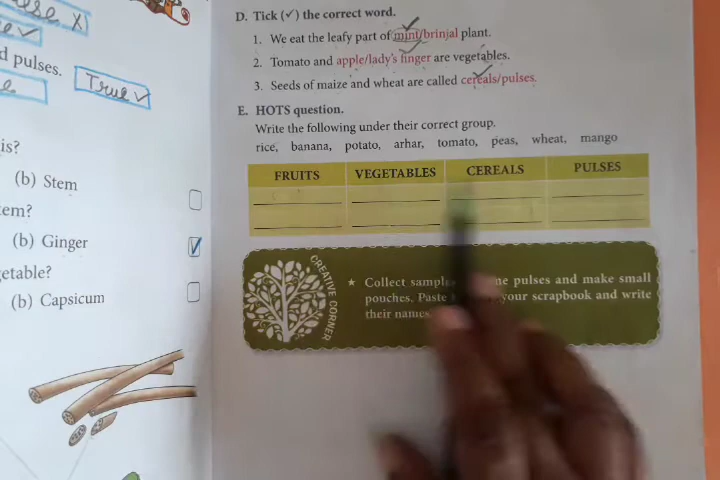 d pulses.
True ✓
is?
(b) Stem
em?
(b) Ginger
getable?
(b) Capsicum
D. Tick (✓) the correct word.
1. We eat the leafy part of mint/brinjal plant.
2. Tomato and apple/lady's finger are vegetables.
3. Seeds of maize and wheat are called cereals/pulses.
E. HOTS question.
Write the following under their correct group.
rice, banana, potato, arhar, tomato, peas, wheat, mango
FRUITS VEGETABLES CEREALS PULSES
CREATIVE CORNER
★ Collect sample pulses and make small
pouches. Paste your scrapbook and write
their names